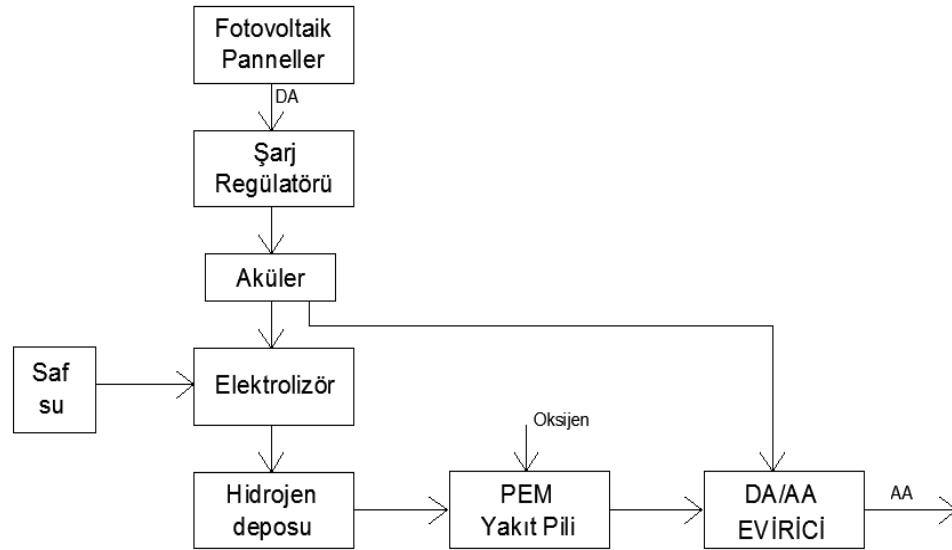 Fotovoltaik
Panneller
DA
Şarj
Regülatörü
Aküler
Saf
su
Elektrolizör
Oksijen
Hidrojen
deposu
PEM
Yakıt Pili
DA/AA
EVİRİCİ
AA